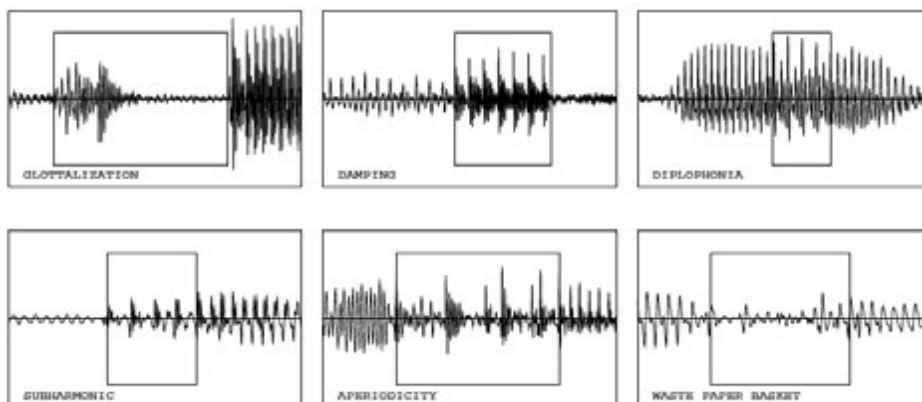 GLOTTALIZATION
DAMPING
DIPLOPHONIA
SUBHARMONIC
APERIODICITY
WASTE PAPER BASKET